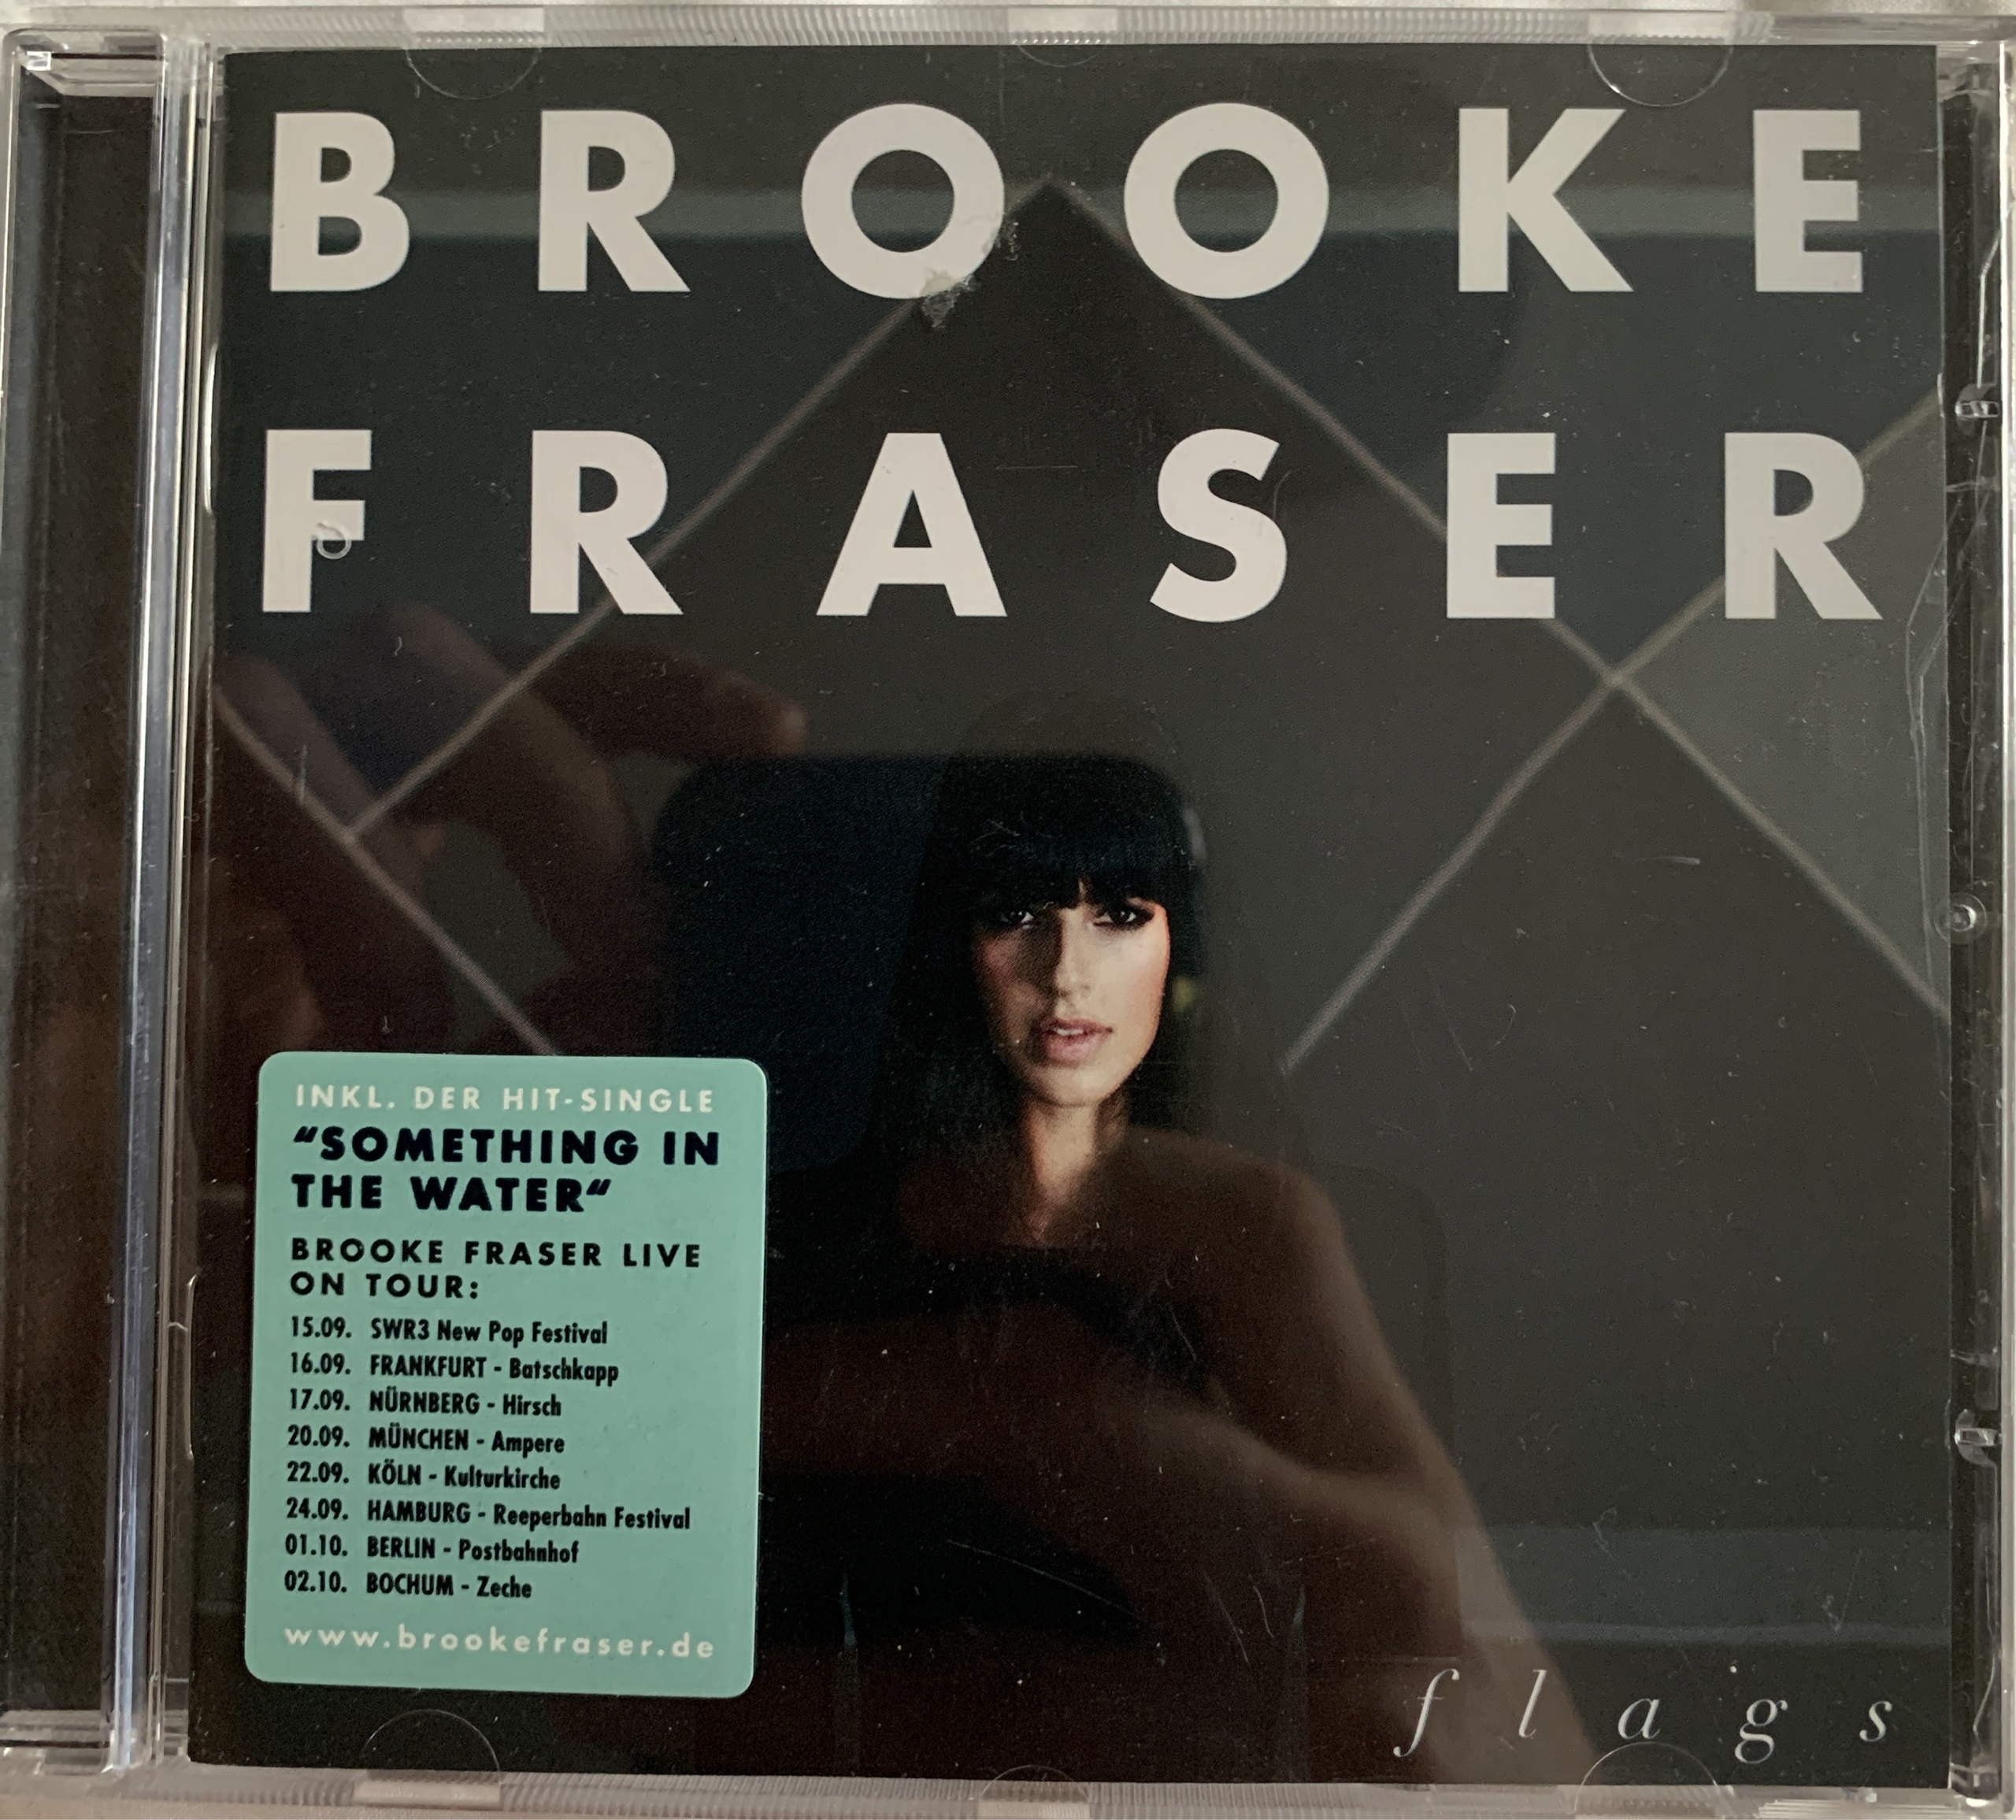 BROOKE
FRASER
INKL. DER HIT-SINGLE
"SOMETHING IN
THE WATER"
BROOKE FRASER LIVE
ON TOUR:
15.09. SWR3 New Pop Festival
16.09. FRANKFURT - Batschkapp
17.09. NÜRNBERG - Hirsch
20.09. MÜNCHEN - Ampere
22.09. KÖLN - Kulturkirche
24.09. HAMBURG - Reeperbahn Festival
01.10. BERLIN - Postbahnhof
02.10. BOCHUM - Zeche
www.brookefraser.de
flags